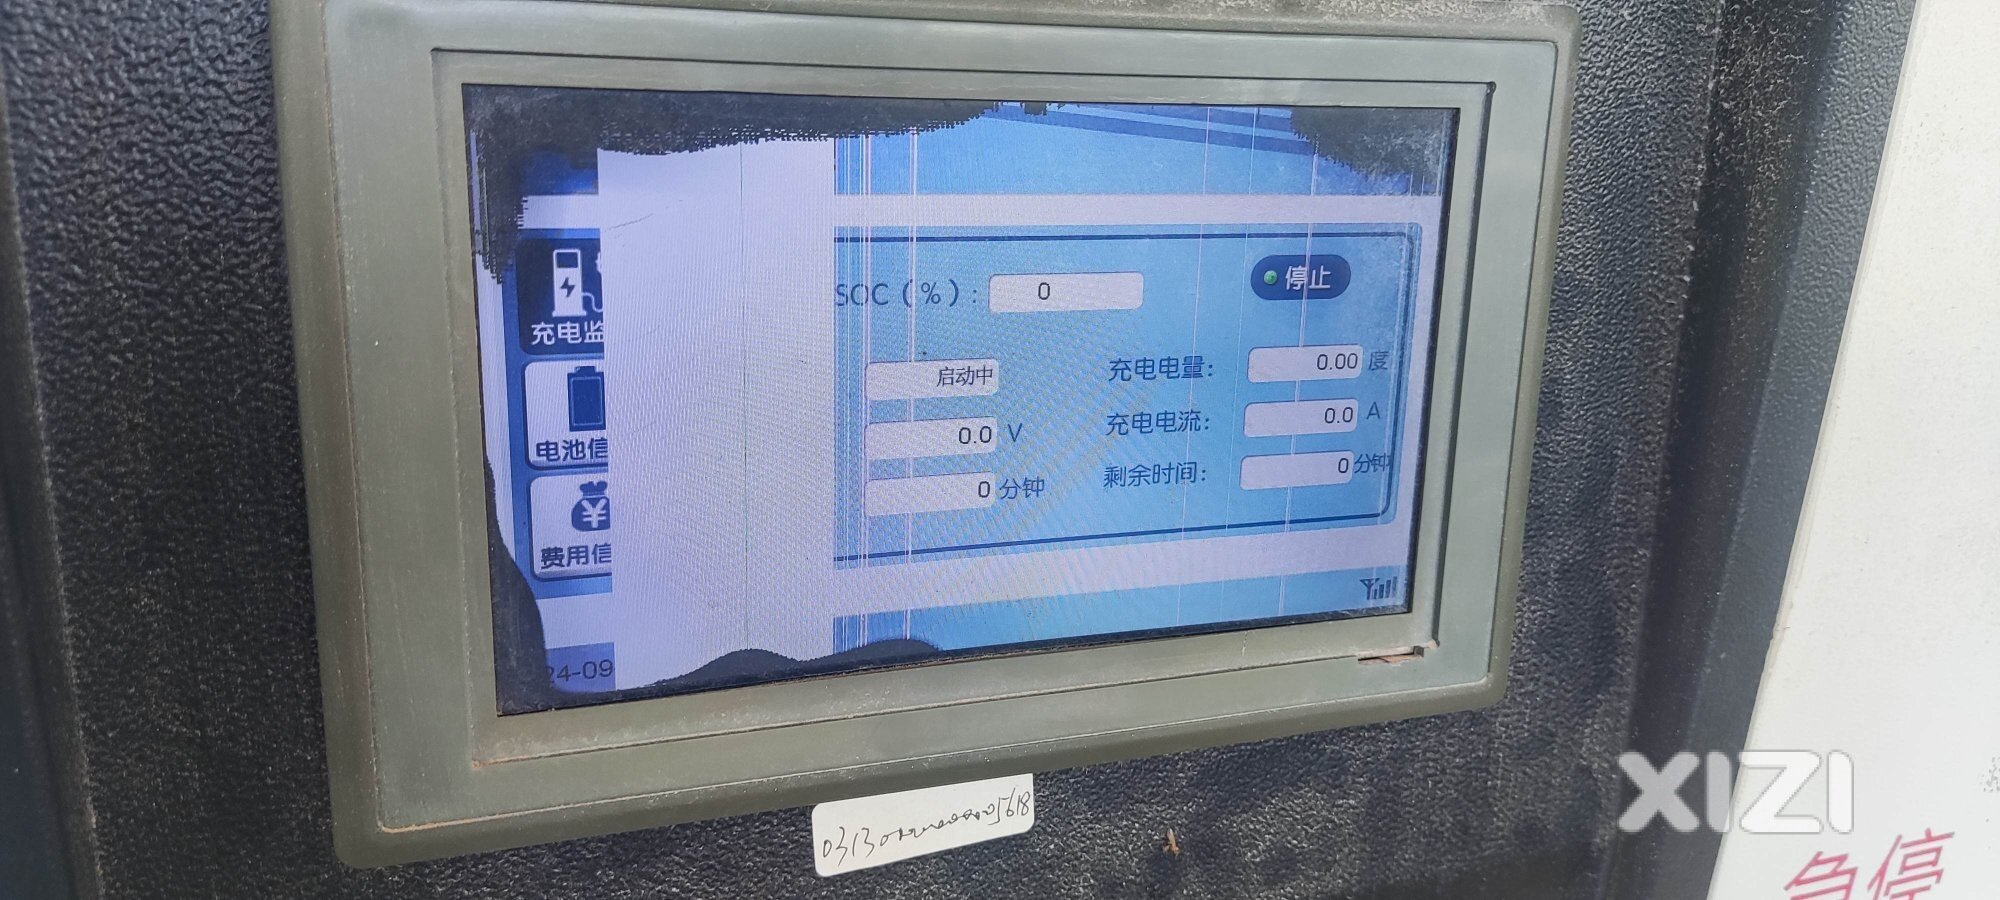 SOC（%）: 0
停止
充电监
启动中
充电电量: 0.00 度
0.0 V
充电电流: 0.0 A
电池信
0 分钟
剩余时间: 0 分钟
费用信
24-09
XIZI
急停